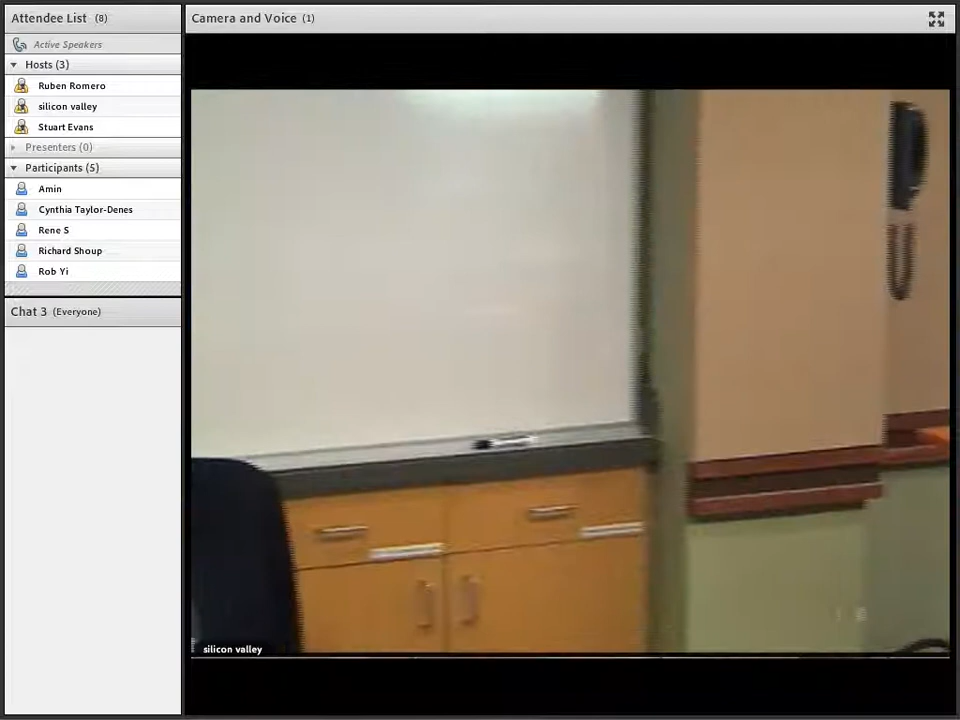 Attendee List (8)
Active Speakers
Hosts (3)
Ruben Romero
silicon valley
Stuart Evans
Presenters (0)
Participants (5)
Amin
Cynthia Taylor-Denes
Rene S
Richard Shoup
Rob Yi
Chat 3 (Everyone)
Camera and Voice (1)
silicon valley